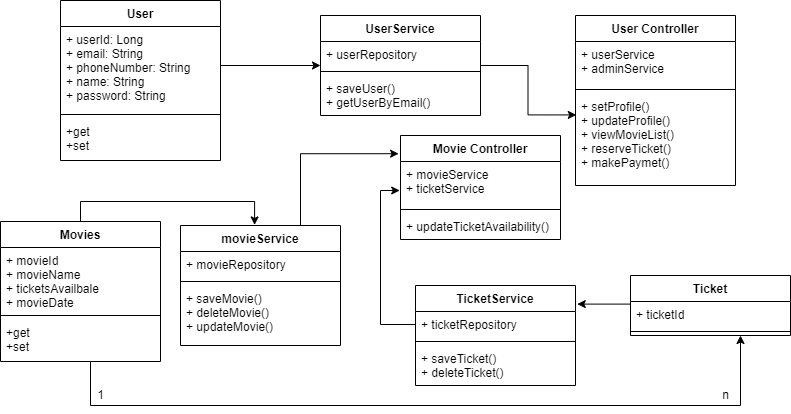 User
+ userId: Long
+ email: String
+ phoneNumber: String
+ name: String
+ password: String
+get
+set
UserService
+ userRepository
+ saveUser()
+ getUserByEmail()
User Controller
+ userService
+ adminService
+ setProfile()
+ updateProfile()
+ viewMovieList()
+ reserveTicket()
+ makePaymet()
Movie Controller
+ movieService
+ ticketService
+ updateTicketAvailability()
Movies
+ movieId
+ movieName
+ ticketsAvailbale
+ movieDate
+get
+set
movieService
+ movieRepository
+ saveMovie()
+ deleteMovie()
+ updateMovie()
TicketService
+ ticketRepository
+ saveTicket()
+ deleteTicket()
Ticket
+ ticketId
1
n